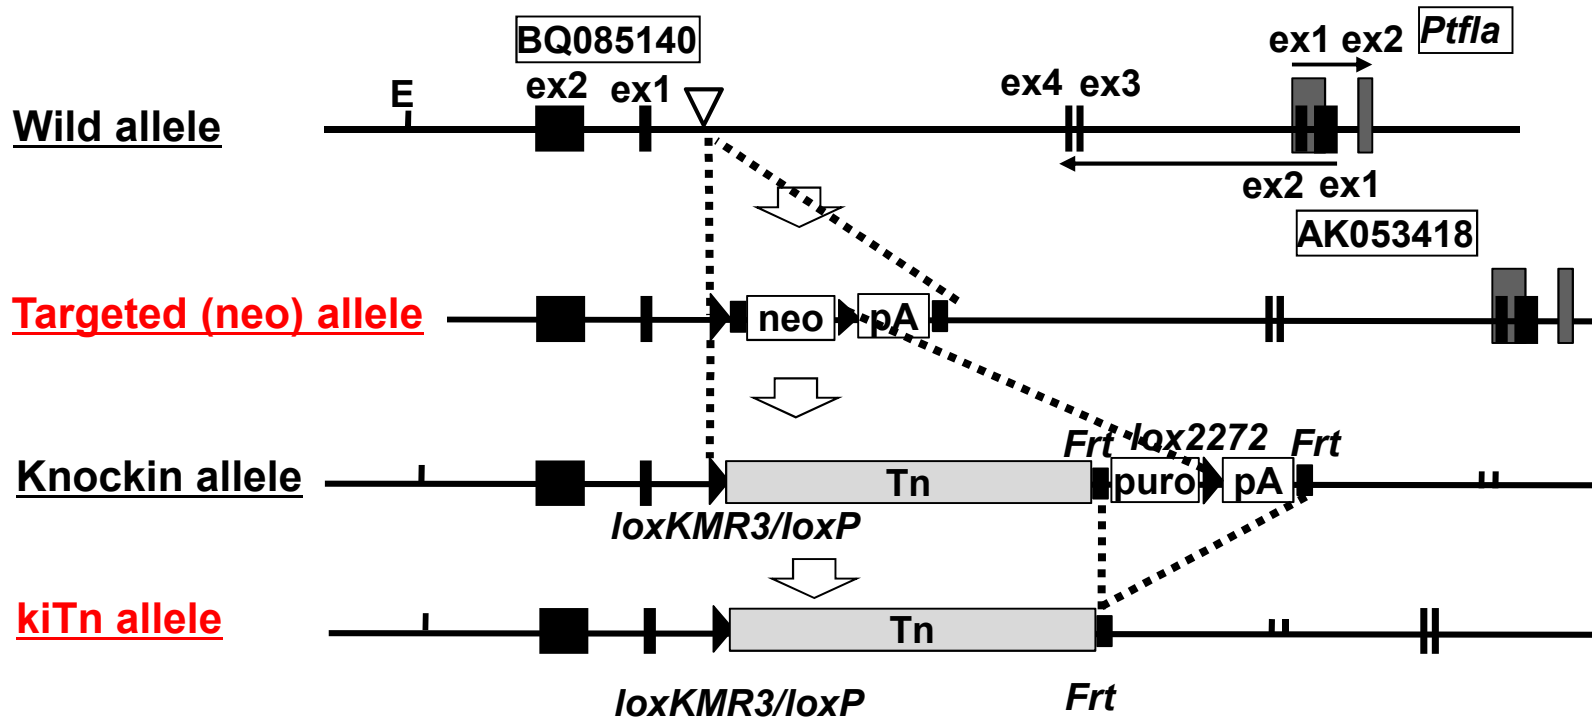 BQ085140
ex1 ex2
Ptfla
E
ex2
ex1
ex4 ex3
Wild allele
ex2 ex1
AK053418
Targeted (neo) allele
neo
pA
Knockin allele
Tn
Frt
lox2272
Frt
puro
pA
loxKMR3/loxP
kiTn allele
Tn
loxKMR3/loxP
Frt